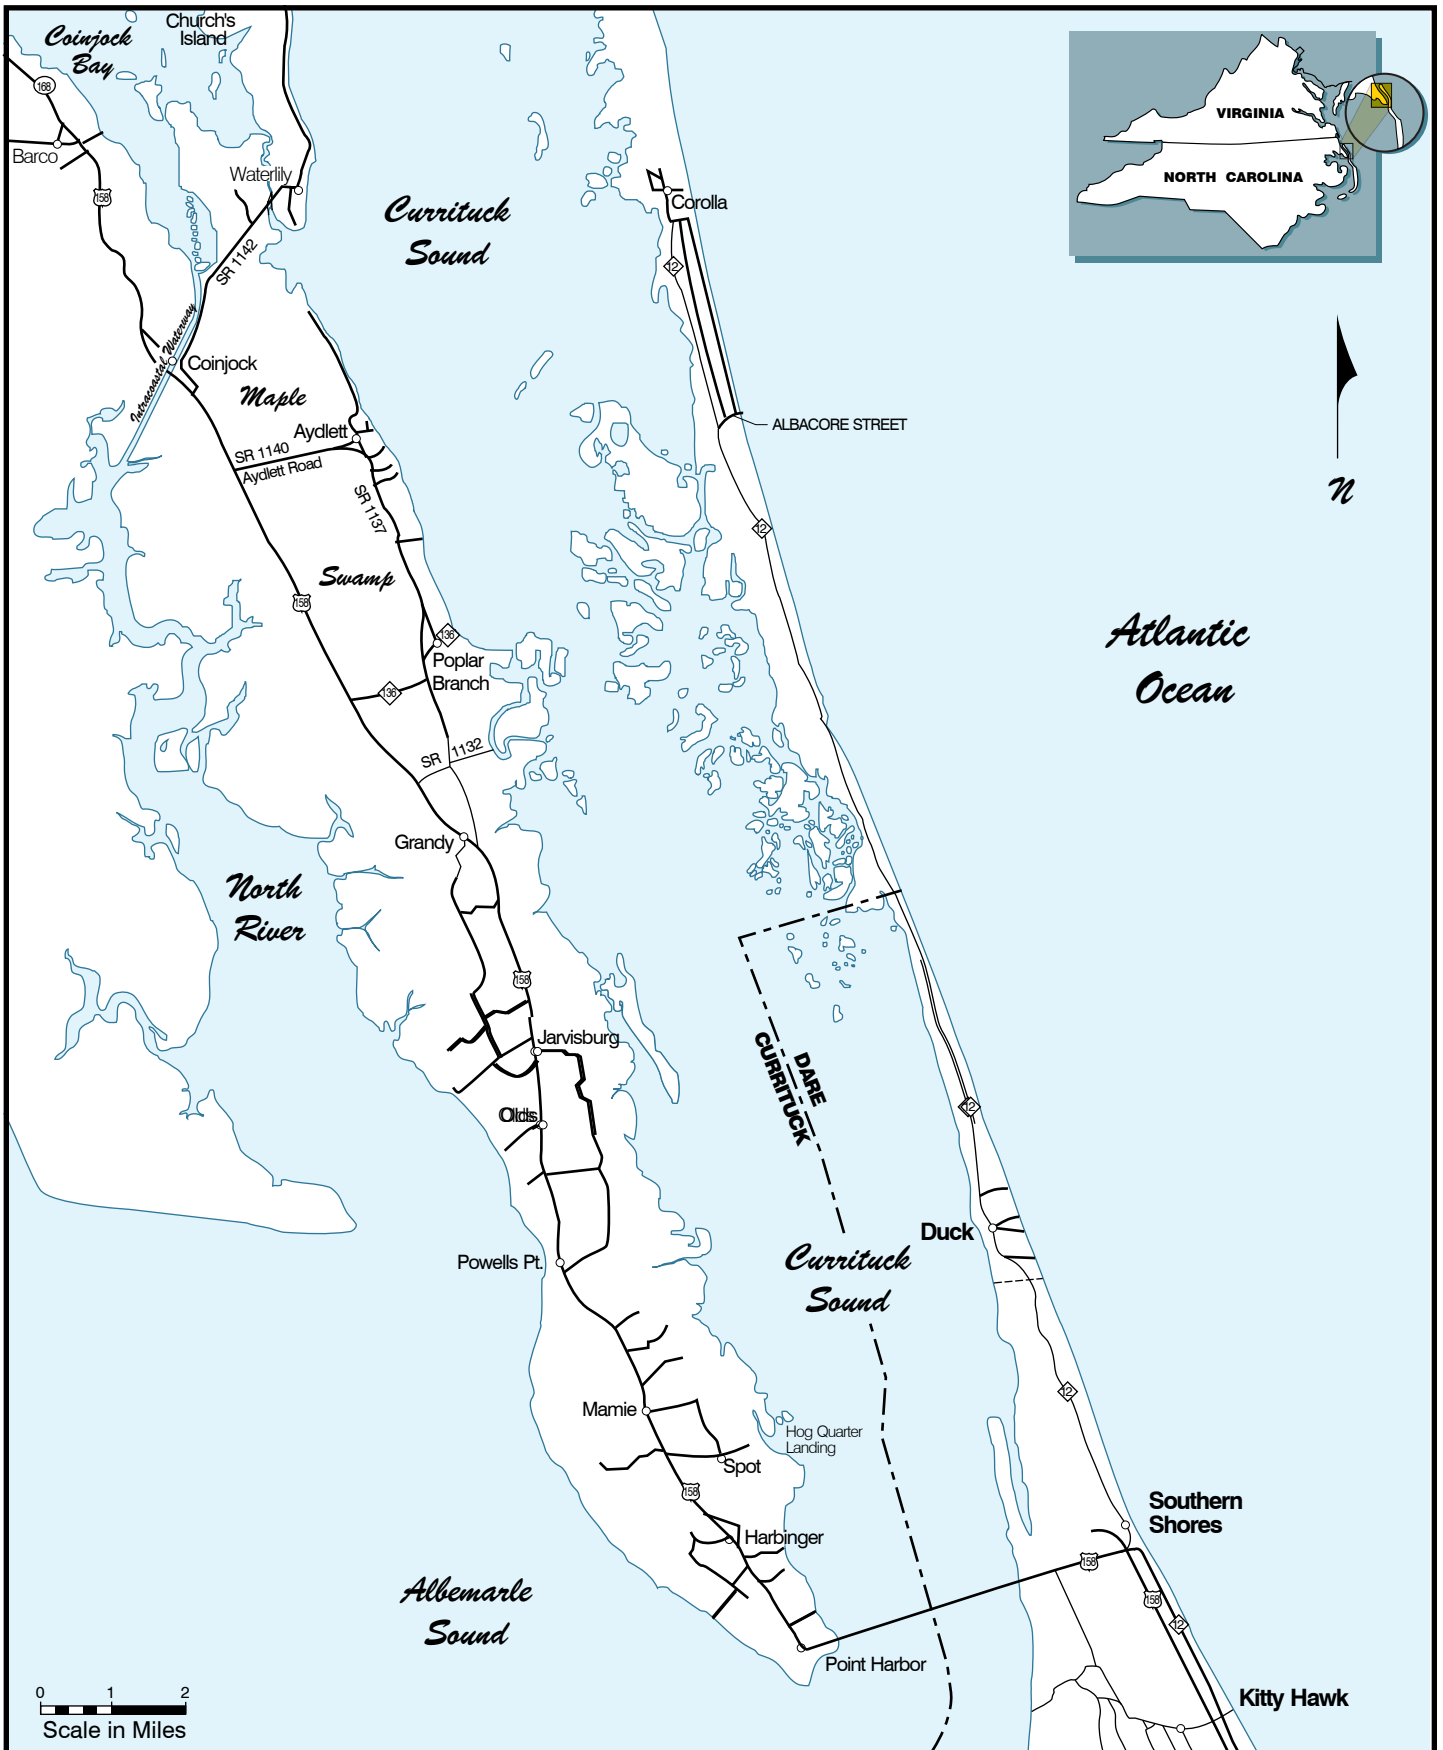 Church's
Island
Coinjock
Bay
168
Barco
158
Waterlily
SR 1142
Currituck
Sound
Corolla
12
VIRGINIA
NORTH CAROLINA
Intracoastal Waterway
Coinjock
Maple
Aydlett
SR 1140
Aydlett Road
SR 1137
ALBACORE STREET
N
12
Swamp
158
136
Poplar
Branch
136
Atlantic
Ocean
SR 1132
Grandy
North
River
158
Jarvisburg
DARE
CURRITUCK
12
Olds
Duck
Powells Pt.
Currituck
Sound
12
Mamie
Hog Quarter
Landing
Spot
158
Southern
Shores
Harbinger
158
158
12
Albemarle
Sound
Point Harbor
Kitty Hawk
0 1 2
Scale in Miles